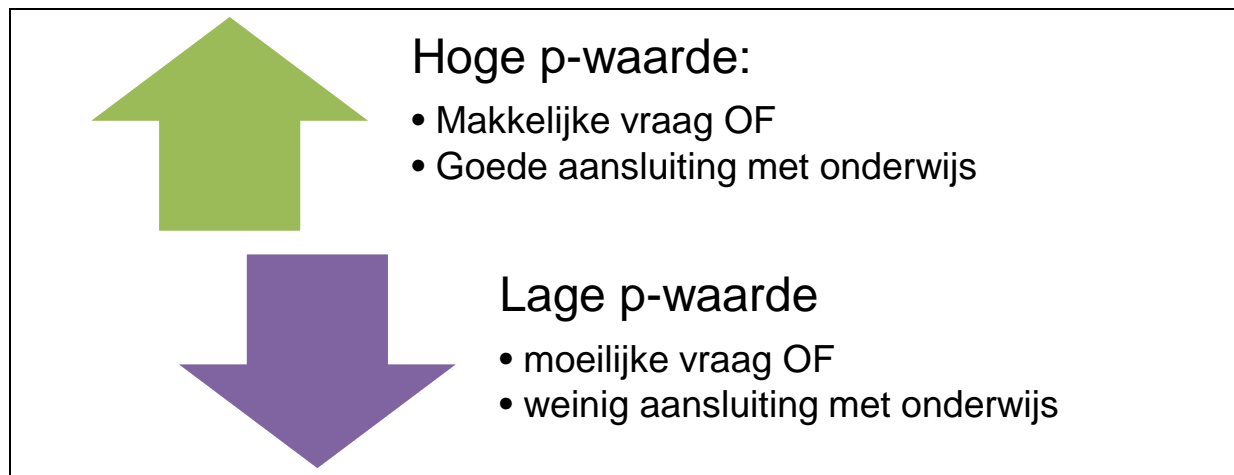 Hoge p-waarde:
• Makkelijke vraag OF
• Goede aansluiting met onderwijs
Lage p-waarde
• moeilijke vraag OF
• weinig aansluiting met onderwijs